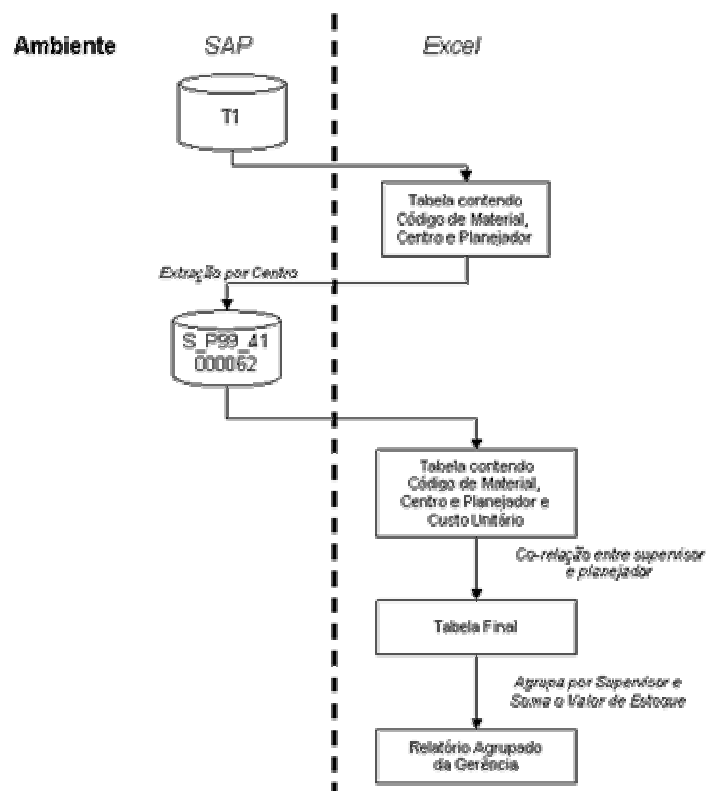 Ambiente SAP Excel
T1
Tabela contendo
Código de Material,
Centro e Planejador
Extração por Centro
S_P99_41
000062
Tabela contendo
Código de Material,
Centro e Planejador e
Custo Unitário
Co-relação entre supervisor
e planejador
Tabela Final
Agrupa por Supervisor e
Soma o Valor de Estoque
Relatório Agrupado
da Gerência